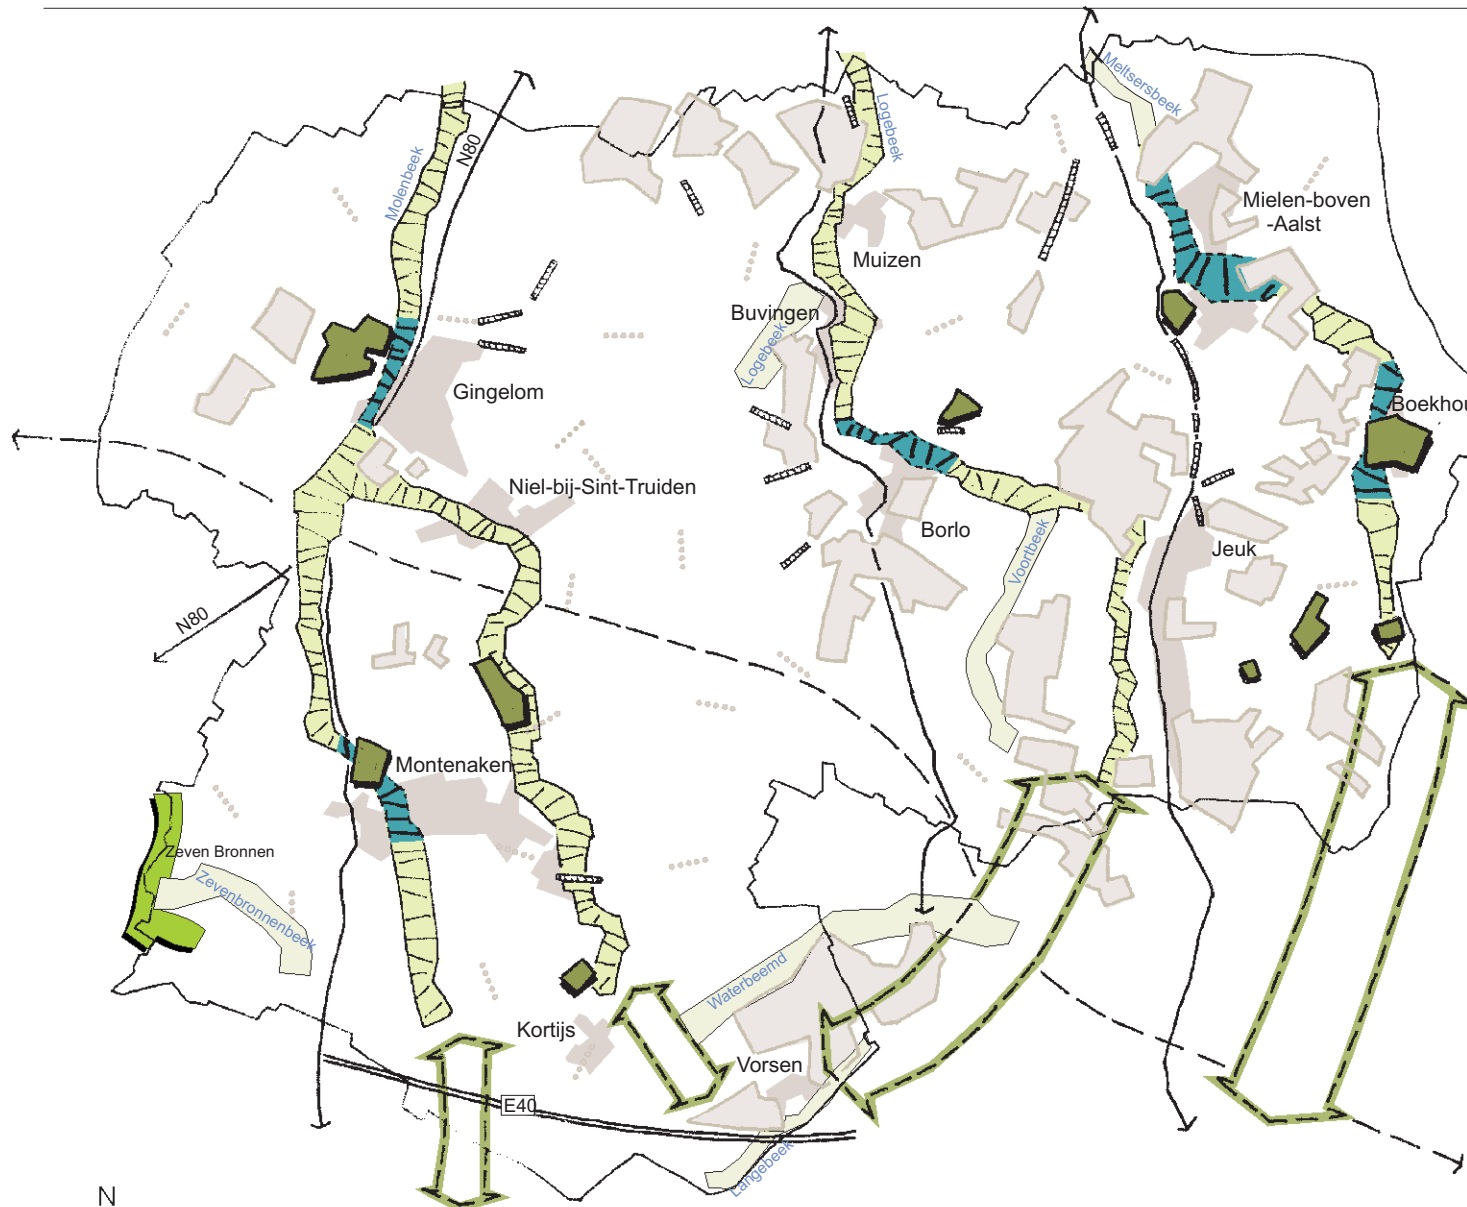 Meltsersbeek
Logebeek
N80
Molenbeek
Mielen-boven
-Aalst
Muizen
Buvingen
Logebeek
Gingelom
Boekhou
Niel-bij-Sint-Truiden
Borlo
Voortbeek
Jeuk
N80
Montenaken
Zeven Bronnen
Zevenbronnenbeek
Waterbeemd
Kortijs
Vorsen
E40
Langebeek
N